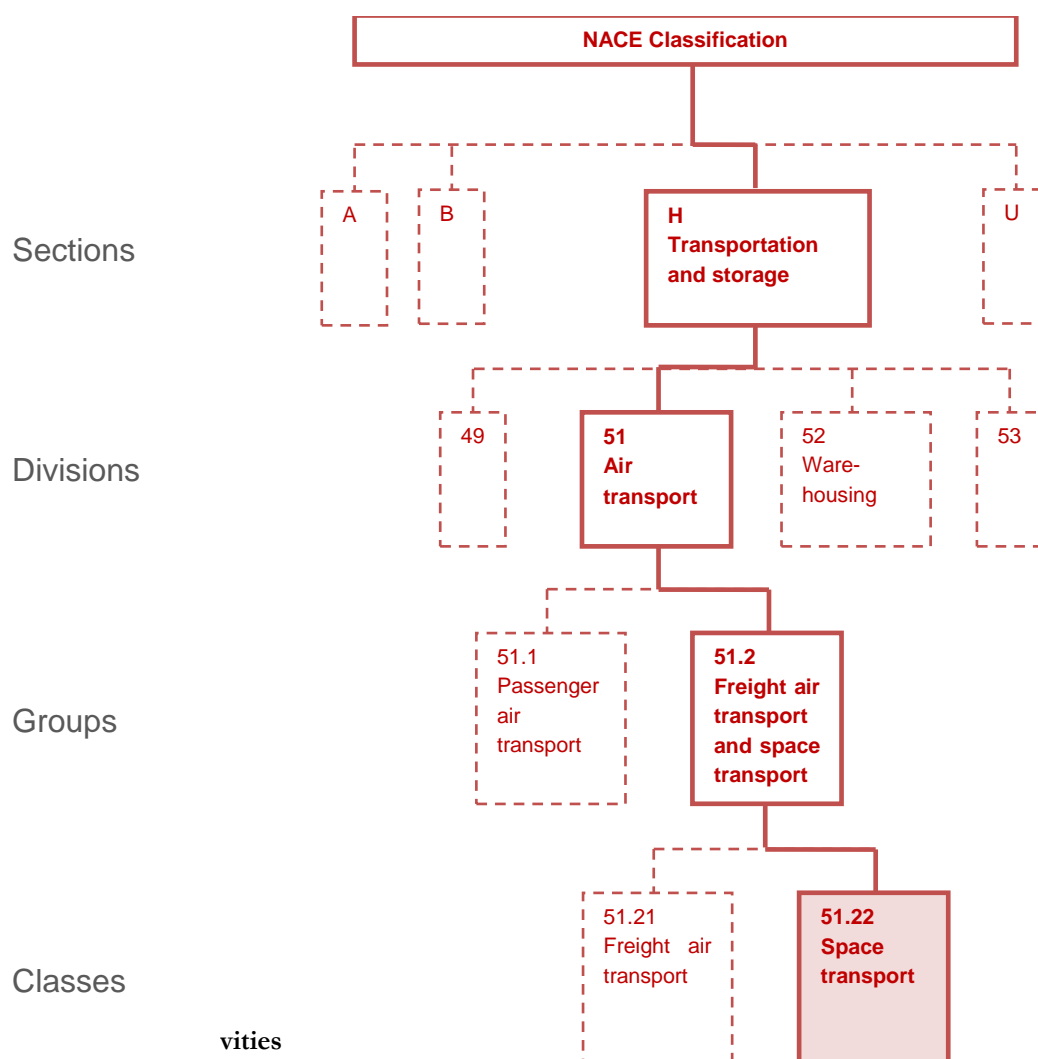 NACE Classification
Sections
A
B
H
Transportation
and storage
U
Divisions
49
51
Air
transport
52
Ware-
housing
53
Groups
51.1
Passenger
air
transport
51.2
Freight air
transport
and space
transport
Classes
51.21
Freight air
transport
51.22
Space
transport
vities